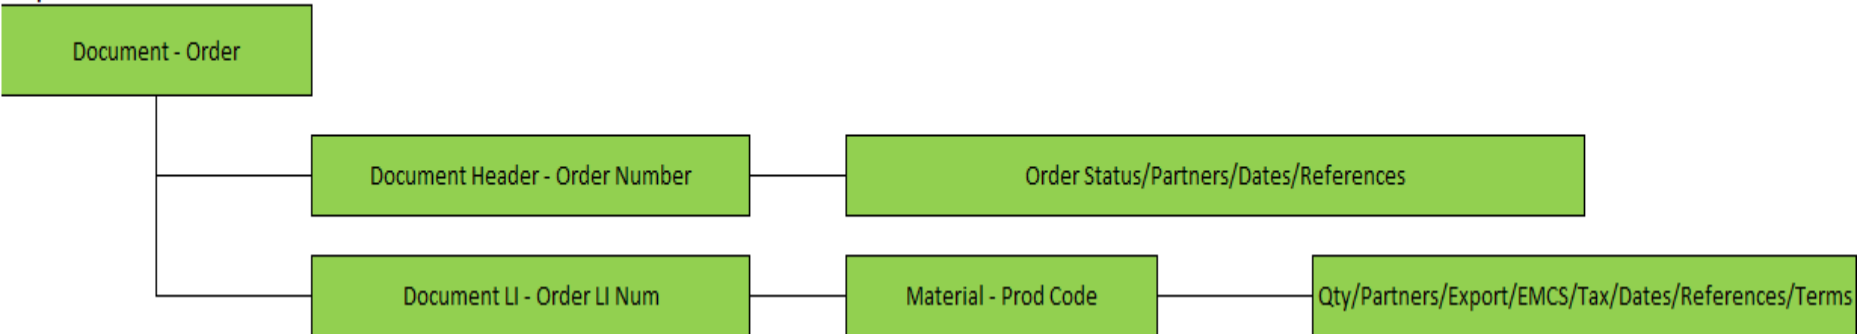 Document - Order
Document Header - Order Number
Order Status/Partners/Dates/References
Document LI - Order LI Num
Material - Prod Code
Qty/Partners/Export/EMCS/Tax/Dates/References/Terms